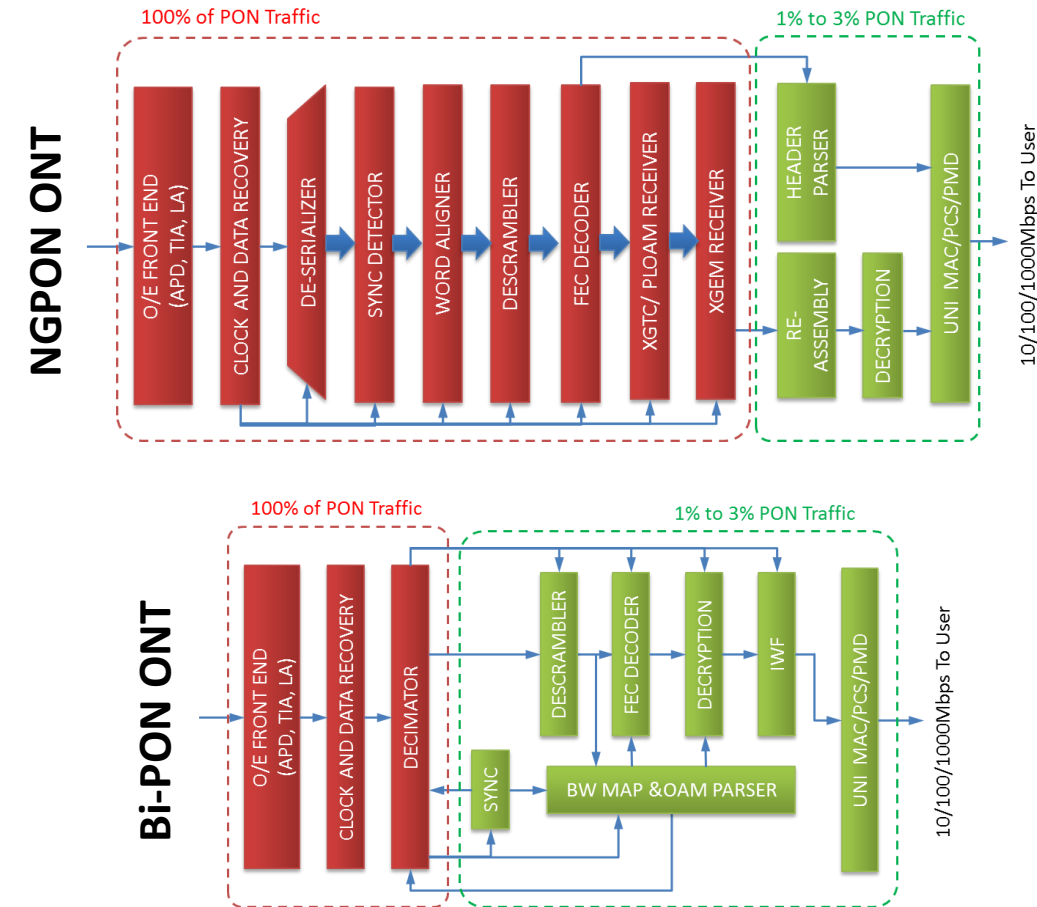 100% of PON Traffic
1% to 3% PON Traffic
NGPON ONT
O/E FRONT END
(APD, TIA, LA)
CLOCK AND DATA RECOVERY
DE-SERIALIZER
SYNC DETECTOR
WORD ALIGNER
DESCRAMBLER
FEC DECODER
XGTC/ PLOAM RECEIVER
XGEM RECEIVER
HEADER
PARSER
RE-
ASSEMBLY
DECRYPTION
UNI MAC/PCS/PMD
10/100/1000Mbps To User
100% of PON Traffic
1% to 3% PON Traffic
Bi-PON ONT
O/E FRONT END
(APD, TIA, LA)
CLOCK AND DATA RECOVERY
DECIMATOR
SYNC
DESCRAMBLER
FEC DECODER
DECRYPTION
IWF
BW MAP &OAM PARSER
UNI MAC/PCS/PMD
10/100/1000Mbps To User